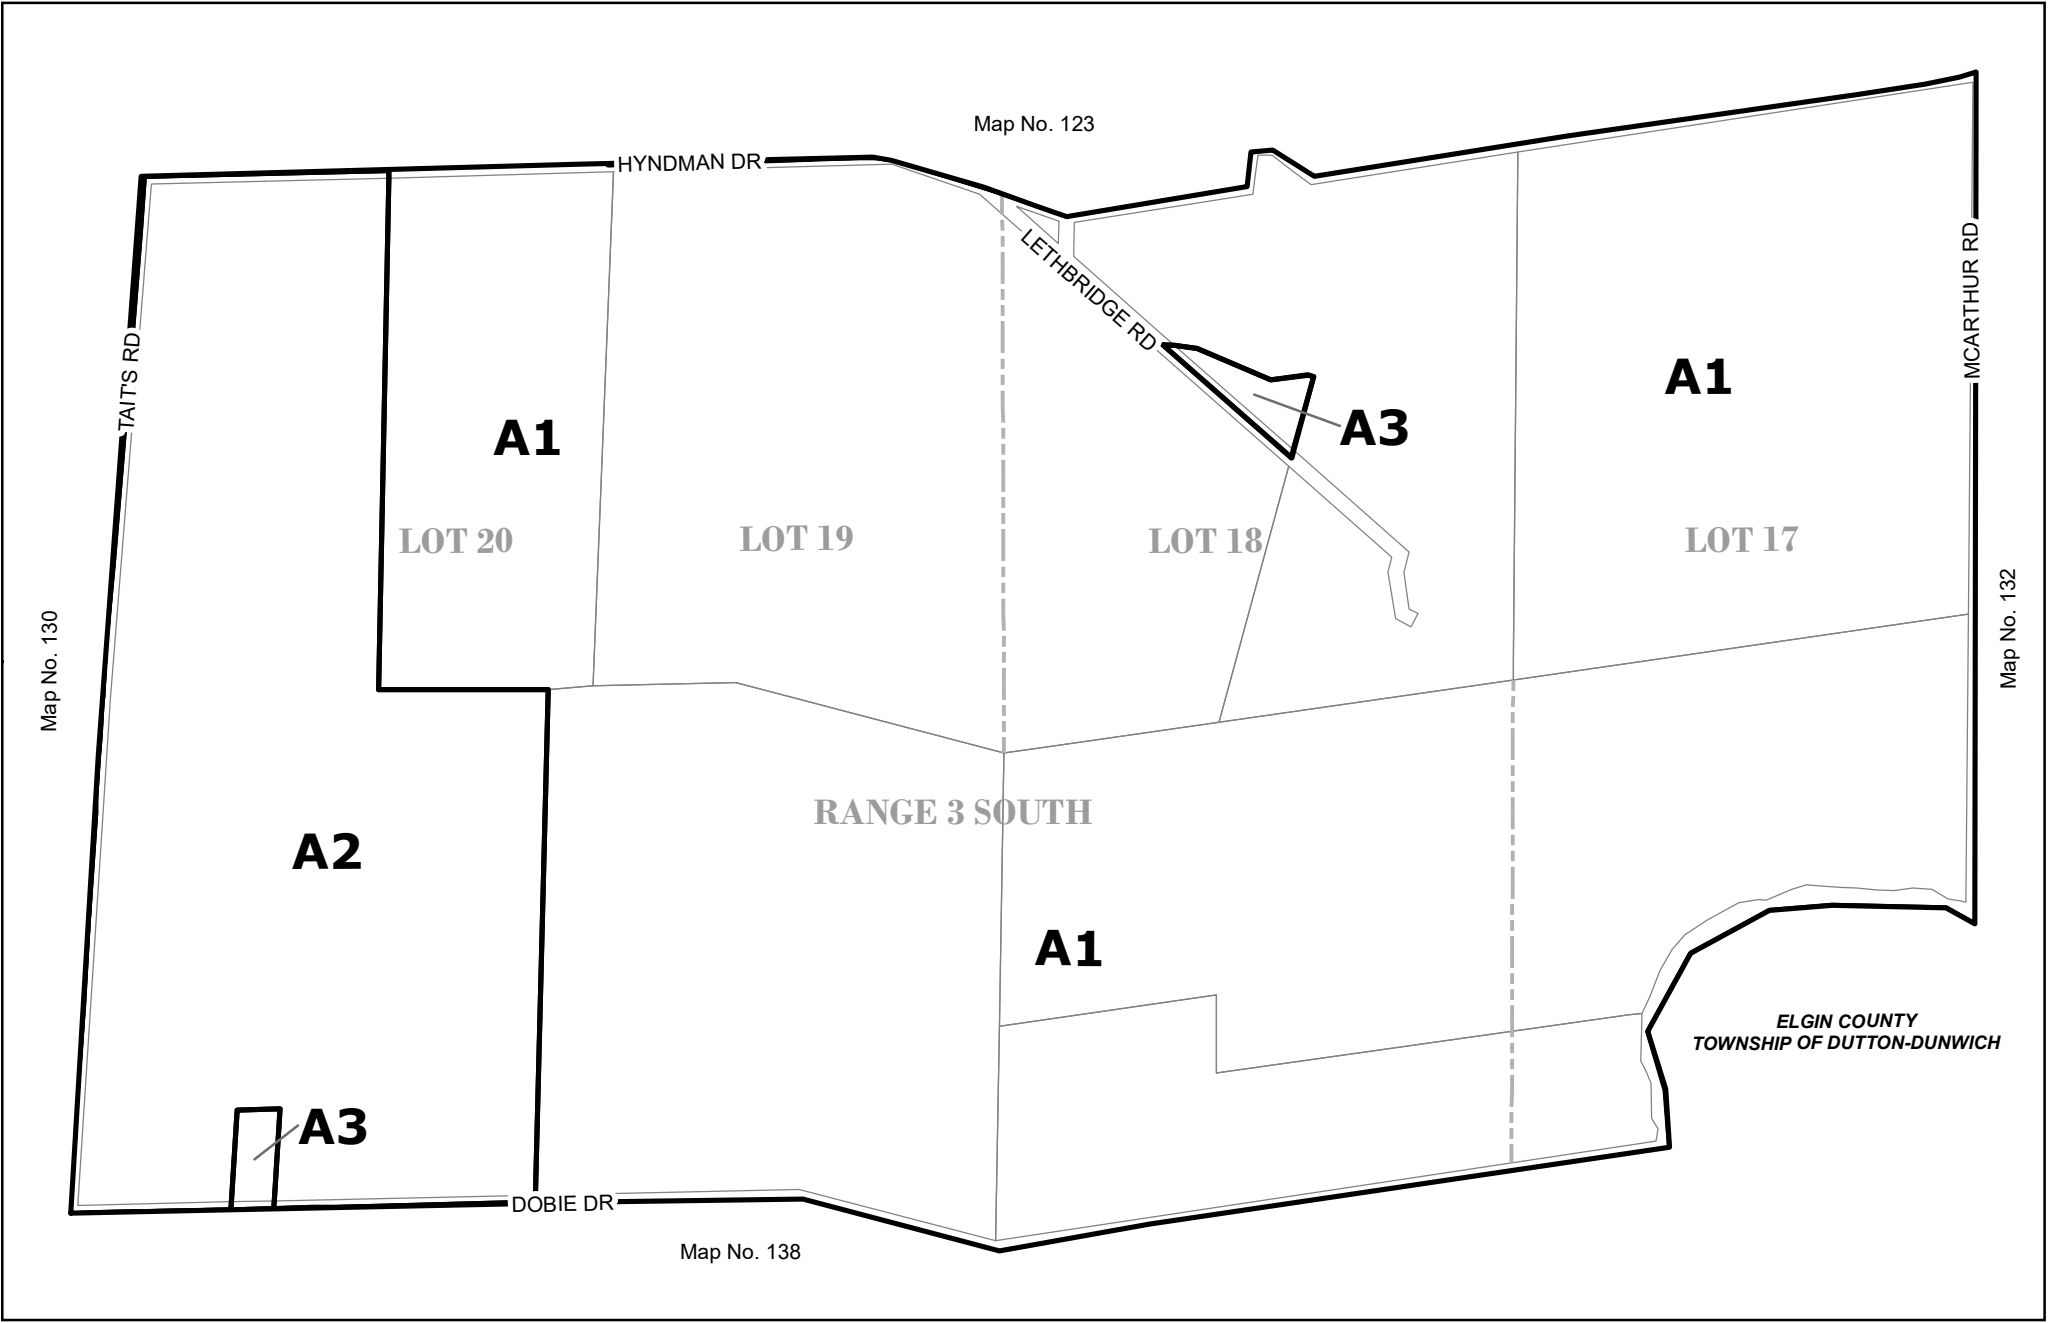 Map No. 123
HYNDMAN DR
LETHBRIDGE RD
MCARTHUR RD
TAIT'S RD
A1
A3
A1
LOT 20
LOT 19
LOT 18
LOT 17
Map No. 130
Map No. 132
RANGE 3 SOUTH
A2
A1
ELGIN COUNTY
TOWNSHIP OF DUTTON-DUNWICH
A3
DOBIE DR
Map No. 138